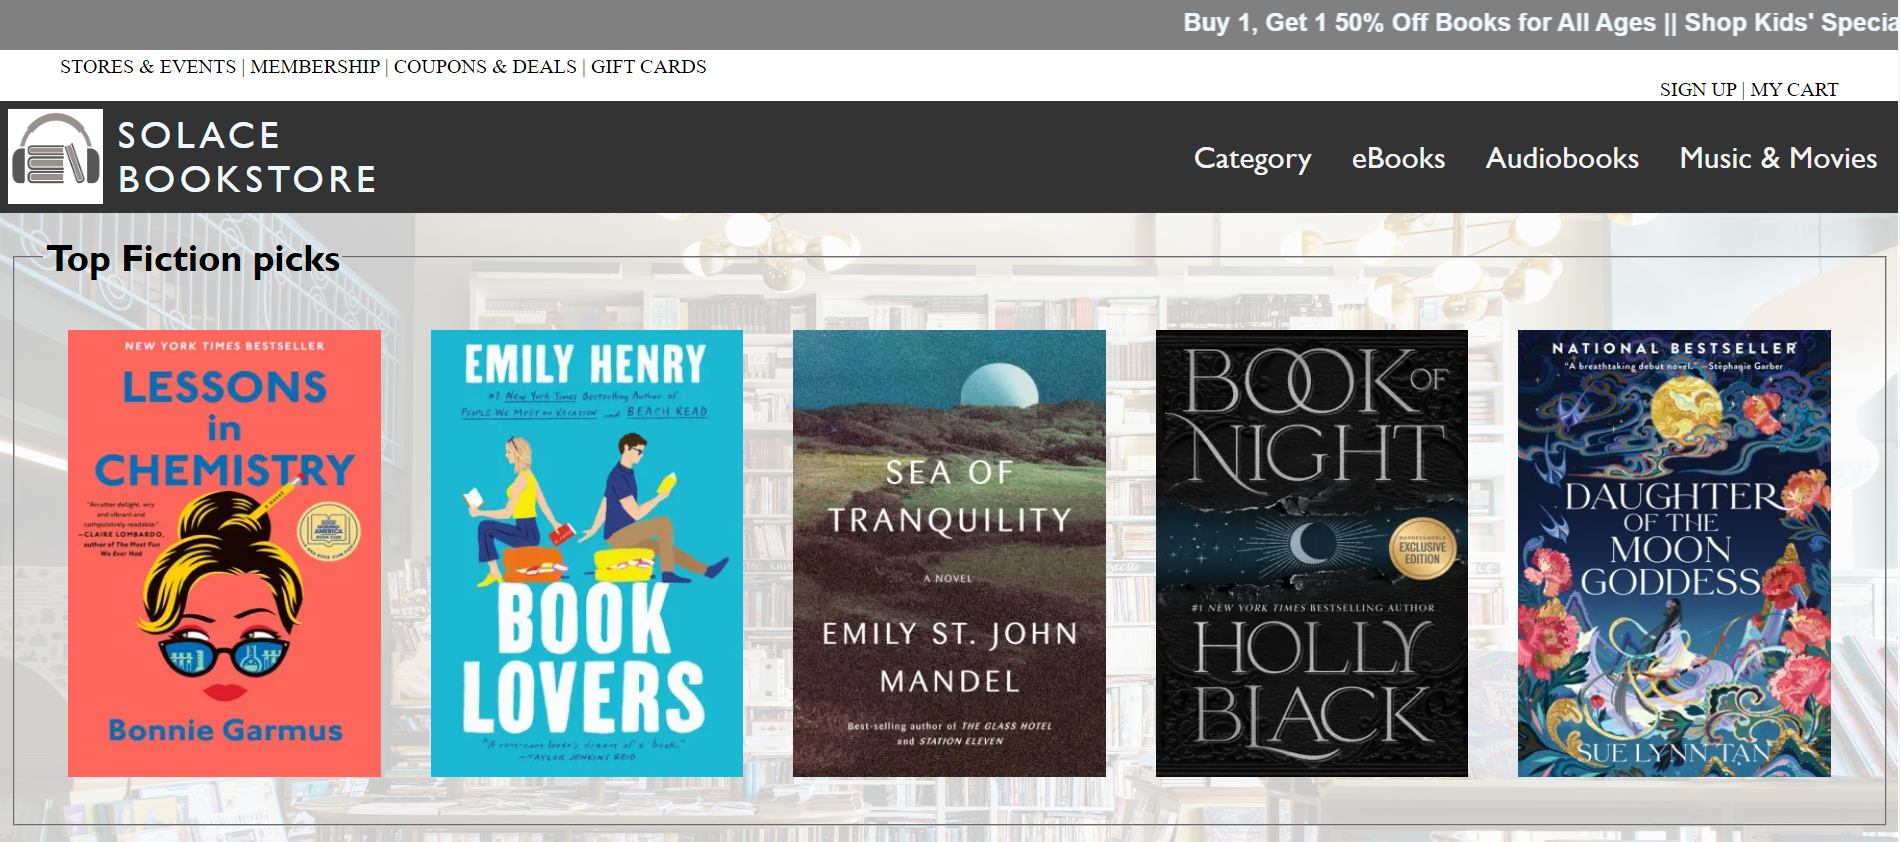 Buy 1, Get 1 50% Off Books for All Ages || Shop Kids' Specia
STORES & EVENTS | MEMBERSHIP | COUPONS & DEALS | GIFT CARDS
SIGN UP | MY CART
SOLACE
BOOKSTORE
Category eBooks Audiobooks Music & Movies
Top Fiction picks
NEW YORK TIMES BESTSELLER
LESSONS
in
CHEMISTRY
a novel
"An utter delight, wry
and vibrant and
compulsively readable."
—CLAIRE LOMBARDO,
author of The Most Fun
We Ever Had
GOOD
MORNING
AMERICA
BOOK CLUB
Bonnie Garmus
EMILY HENRY
#1 New York Times Bestselling Author of
PEOPLE WE MEET ON VACATION and BEACH READ
BOOK
LOVERS
"A rom-com lover's dream of a book."
—TAYLOR JENKINS REID
SEA OF
TRANQUILITY
A NOVEL
EMILY ST. JOHN
MANDEL
Best-selling author of THE GLASS HOTEL
and STATION ELEVEN
BOOK OF
NIGHT
BARNES & NOBLE
EXCLUSIVE
EDITION
#1 NEW YORK TIMES BESTSELLING AUTHOR
HOLLY
BLACK
NATIONAL BESTSELLER
"A breathtaking debut novel." —Stephanie Garber
DAUGHTER
OF THE
MOON
GODDESS
SUE LYNN TAN